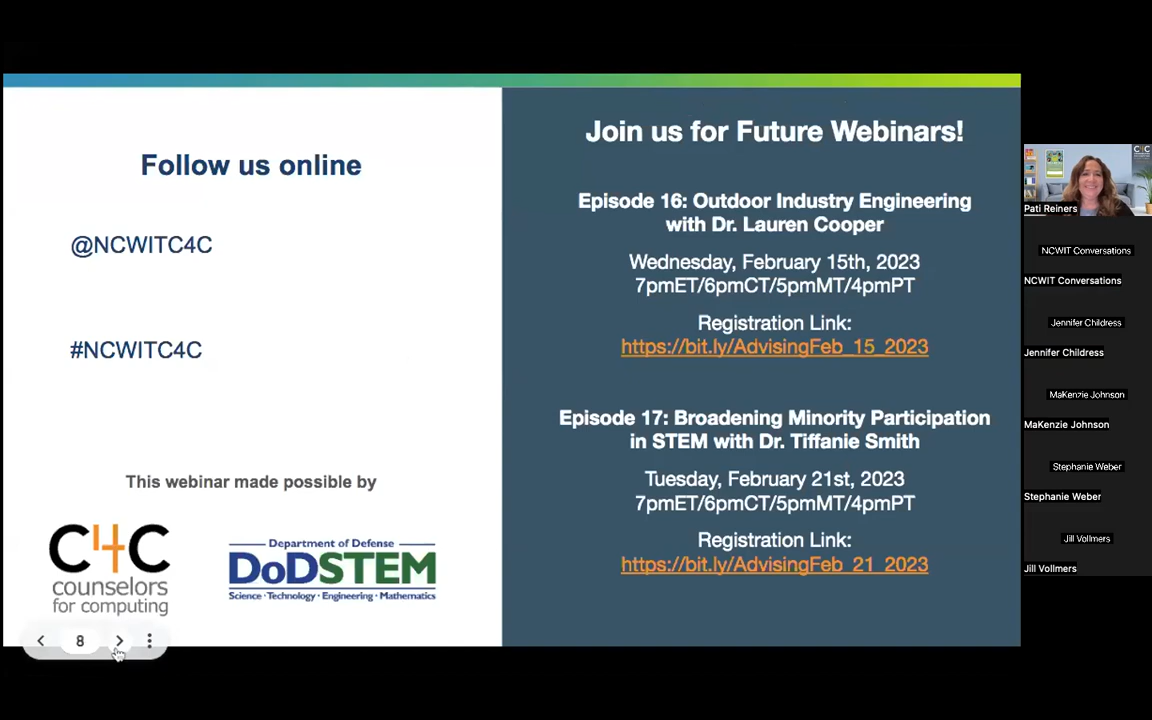 Follow us online
@NCWITC4C
#NCWITC4C
This webinar made possible by
C4C
counselors
for computing
Department of Defense
DoDSTEM
Science · Technology · Engineering · Mathematics
8
Join us for Future Webinars!
Episode 16: Outdoor Industry Engineering
with Dr. Lauren Cooper
Wednesday, February 15th, 2023
7pmET/6pmCT/5pmMT/4pmPT
Registration Link:
https://bit.ly/AdvisingFeb_15_2023
Episode 17: Broadening Minority Participation
in STEM with Dr. Tiffanie Smith
Tuesday, February 21st, 2023
7pmET/6pmCT/5pmMT/4pmPT
Registration Link:
https://bit.ly/AdvisingFeb_21_2023
C4C
Pati Reiners
NCWIT Conversations
NCWIT Conversations
Jennifer Childress
Jennifer Childress
MaKenzie Johnson
MaKenzie Johnson
Stephanie Weber
Stephanie Weber
Jill Vollmers
Jill Vollmers